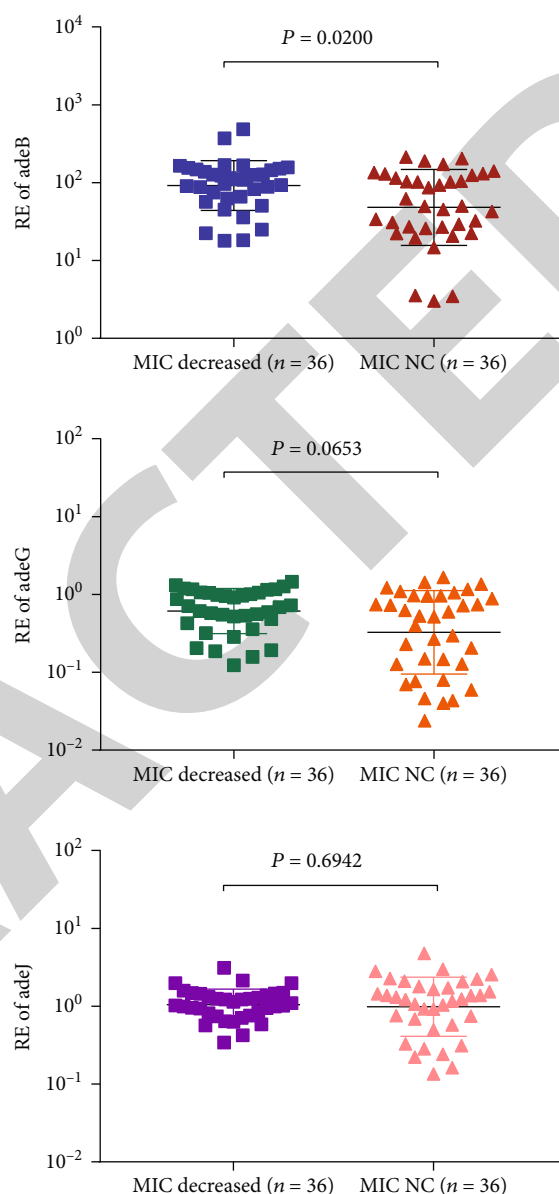 10⁴
P = 0.0200
10³
RE of adeB
10²
10¹
10⁰
MIC decreased (n = 36) MIC NC (n = 36)
10²
P = 0.0653
10¹
RE of adeG
10⁰
10⁻¹
10⁻²
MIC decreased (n = 36) MIC NC (n = 36)
10²
P = 0.6942
10¹
RE of adeJ
10⁰
10⁻¹
10⁻²
MIC decreased (n = 36) MIC NC (n = 36)